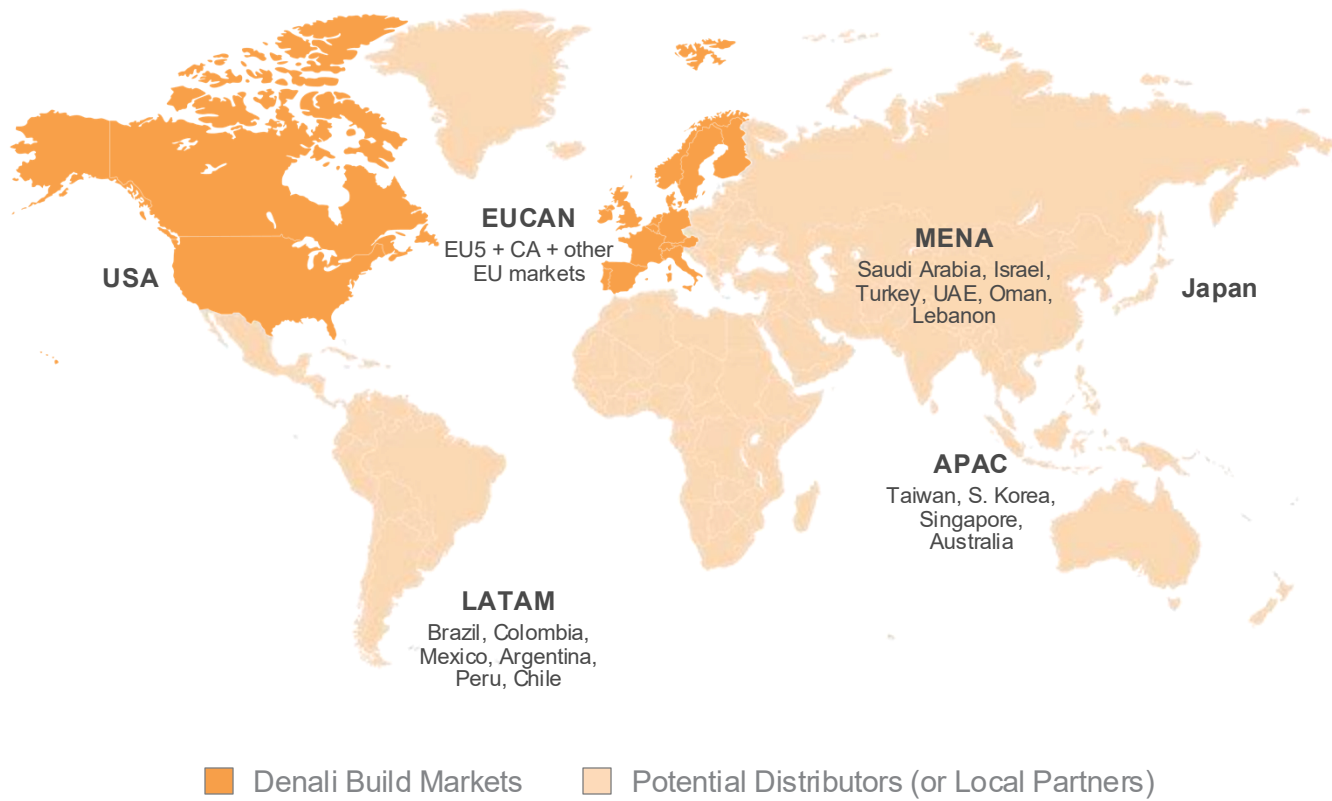 USA
EUCAN
EU5 + CA + other
EU markets
MENA
Saudi Arabia, Israel,
Turkey, UAE, Oman,
Lebanon
Japan
APAC
Taiwan, S. Korea,
Singapore,
Australia
LATAM
Brazil, Colombia,
Mexico, Argentina,
Peru, Chile
Denali Build Markets
Potential Distributors (or Local Partners)